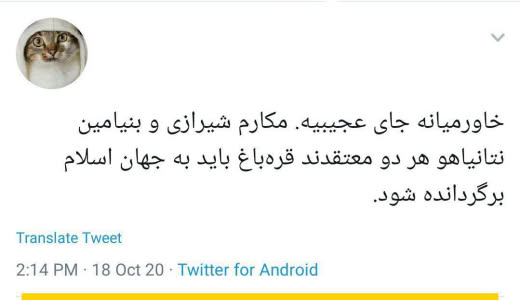 خاورمیانه جای عجیبیه. مکارم شیرازی و بنیامین
نتانیاهو هر دو معتقدند قره‌باغ باید به جهان اسلام
برگردانده شود.
Translate Tweet
2:14 PM · 18 Oct 20 · Twitter for Android